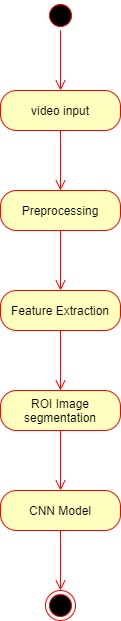 video input
Preprocessing
Feature Extraction
ROI Image
segmentation
CNN Model